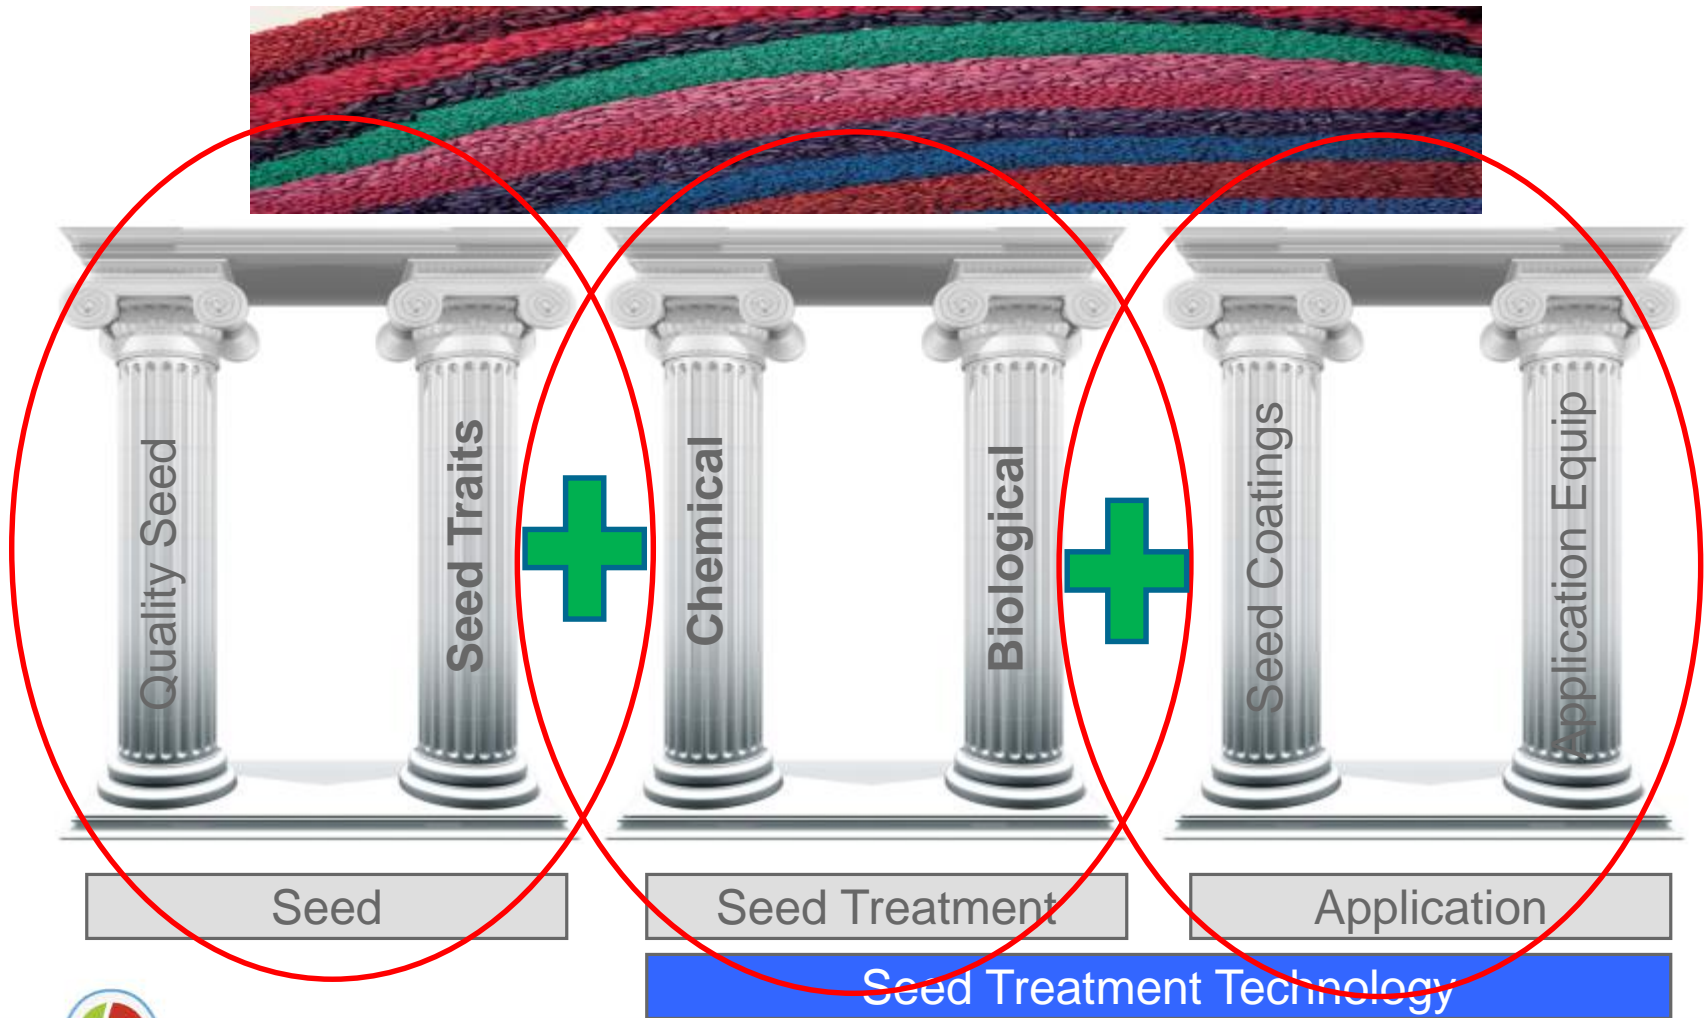 Quality Seed
Seed Traits
Chemical
Biological
Seed Coatings
Application Equip
Seed
Seed Treatment
Application
Seed Treatment Technology